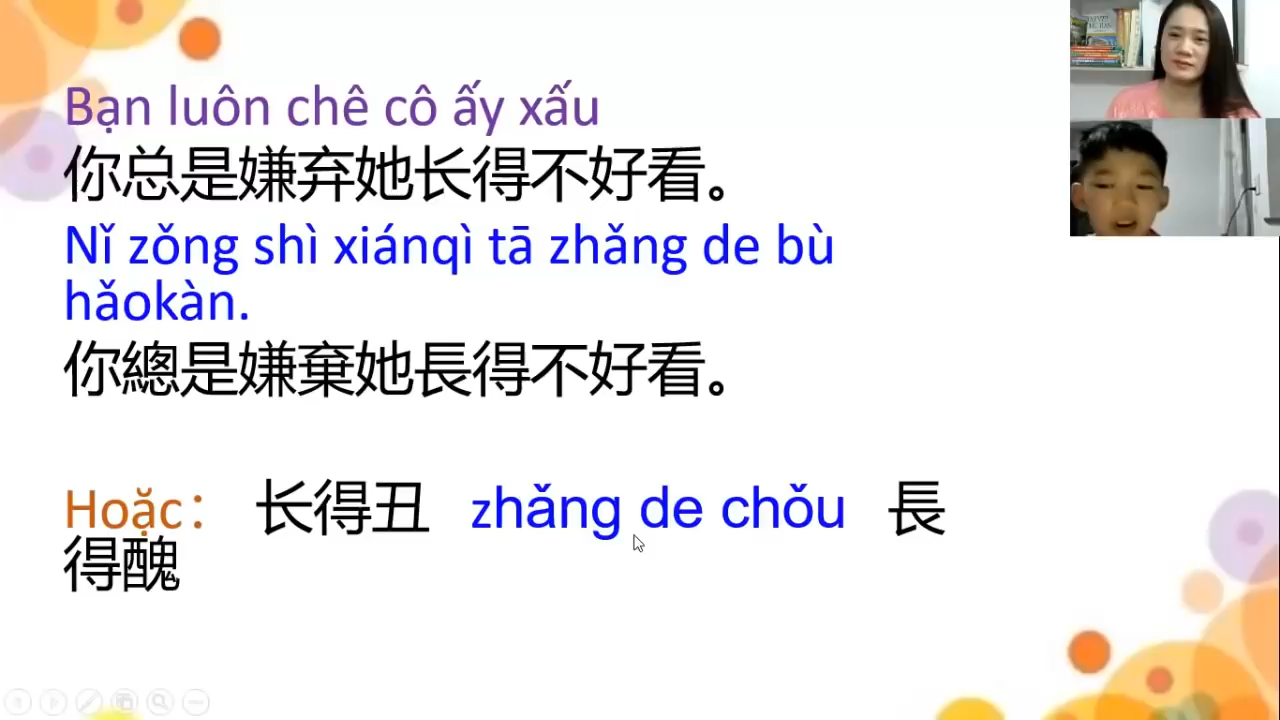 Bạn luôn chê cô ấy xấu
你总是嫌弃她长得不好看。
Nǐ zǒng shì xiánqì tā zhǎng de bù
hǎokàn.
你總是嫌棄她長得不好看。
Hoặc： 长得丑 zhǎng de chǒu 長
得醜